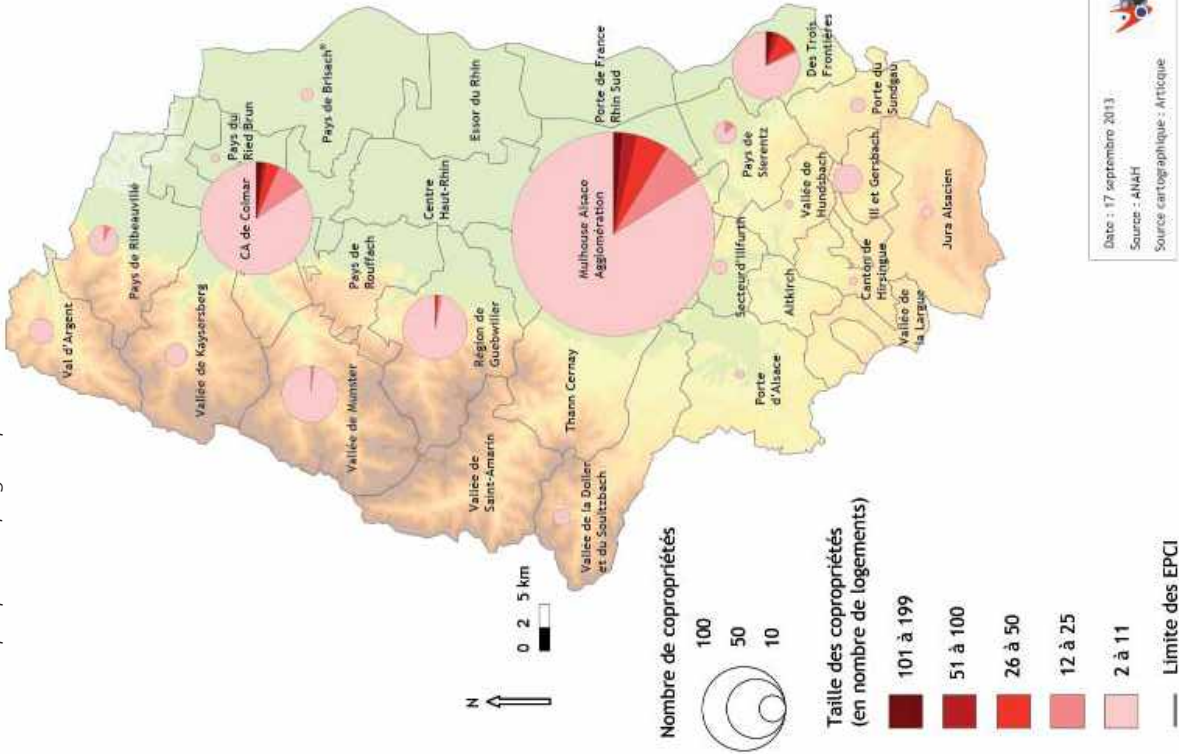 Val d'Argent
Pays de Ribeauvillé
Vallée de Kaysersberg
CA de Colmar
Pays du
Ried Brun
Pays de Brisach*
Vallée de Munster
Pays de
Rouffach
Centre
Haut-Rhin
Essor du Rhin
Région de
Guebwiller
Vallée de
Saint-Amarin
Thann Cernay
Mulhouse Alsace
Agglomération
Porte de France
Rhin Sud
Vallée de la Doller
et du Soultzbach
Porte
d'Alsace
Secteurd'Illfurth
Altkirch
Pays de
Sierentz
Des Trois
Frontières
Vallée de
Hundsbach
Porte du
Sundgau
Canton de
Hirsingue
Ill et Gersbach
Vallée de
la Largue
Jura Alsacien
N
0 2 5 km
Nombre de copropriétés
100
50
10
Taille des copropriétés
(en nombre de logements)
101 à 199
51 à 100
26 à 50
12 à 25
2 à 11
Limite des EPCI
Date : 17 septembre 2013
Source : ANAH
Source cartographique : Articque